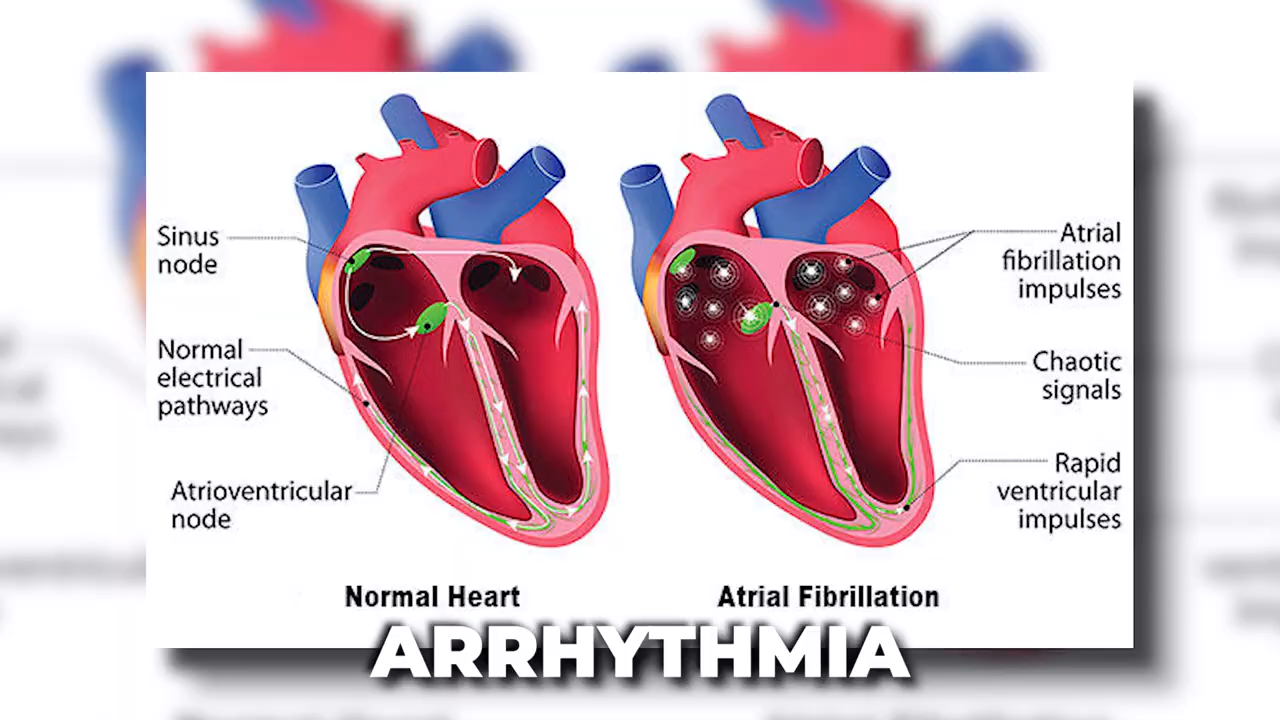 Sinus
node
Normal
electrical
pathways
Atrioventricular
node
Atrial
fibrillation
impulses
Chaotic
signals
Rapid
ventricular
impulses
Normal Heart
Atrial Fibrillation
ARRHYTHMIA